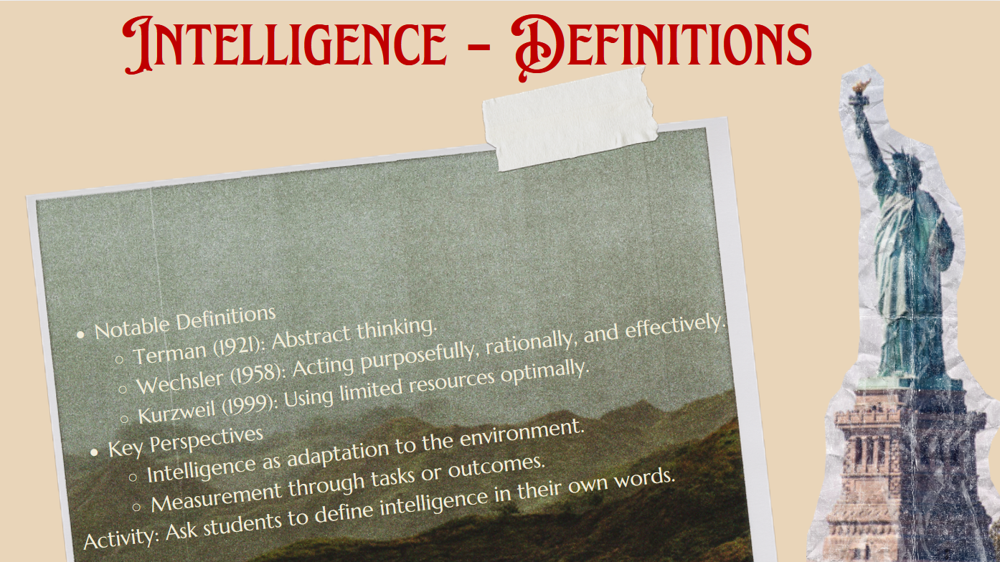 Intelligence – Definitions
• Notable Definitions
○ Terman (1921): Abstract thinking.
○ Wechsler (1958): Acting purposefully, rationally, and effectively.
○ Kurzweil (1999): Using limited resources optimally.
• Key Perspectives
○ Intelligence as adaptation to the environment.
○ Measurement through tasks or outcomes.
Activity: Ask students to define intelligence in their own words.